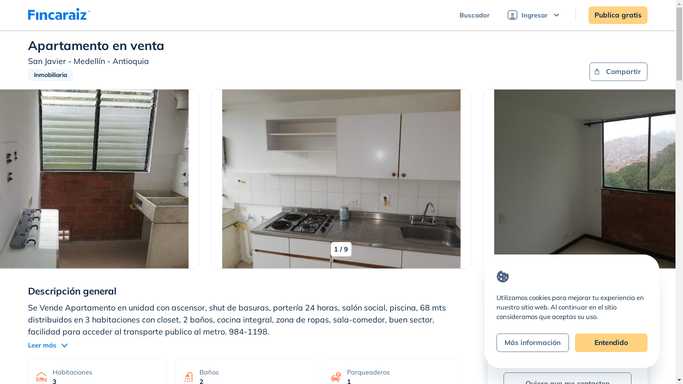 Fincaraiz
Buscador
Ingresar
Publica gratis
Apartamento en venta
San Javier - Medellín - Antioquia
Inmobiliaria
Compartir
1 / 9
Descripción general
Se Vende Apartamento en unidad con ascensor, shut de basuras, portería 24 horas, salón social, piscina, 68 mts
distribuidos en 3 habitaciones con closet, 2 baños, cocina integral, zona de ropas, sala-comedor, buen sector,
facilidad para acceder al transporte publico al metro. 984-1198.
Leer más
Habitaciones
3
Baños
2
Parqueaderos
1
Utilizamos cookies para mejorar tu experiencia en
nuestro sitio web. Al continuar en el sitio
consideramos que aceptas su uso.
Más información
Entendido
Quiero que me contacten